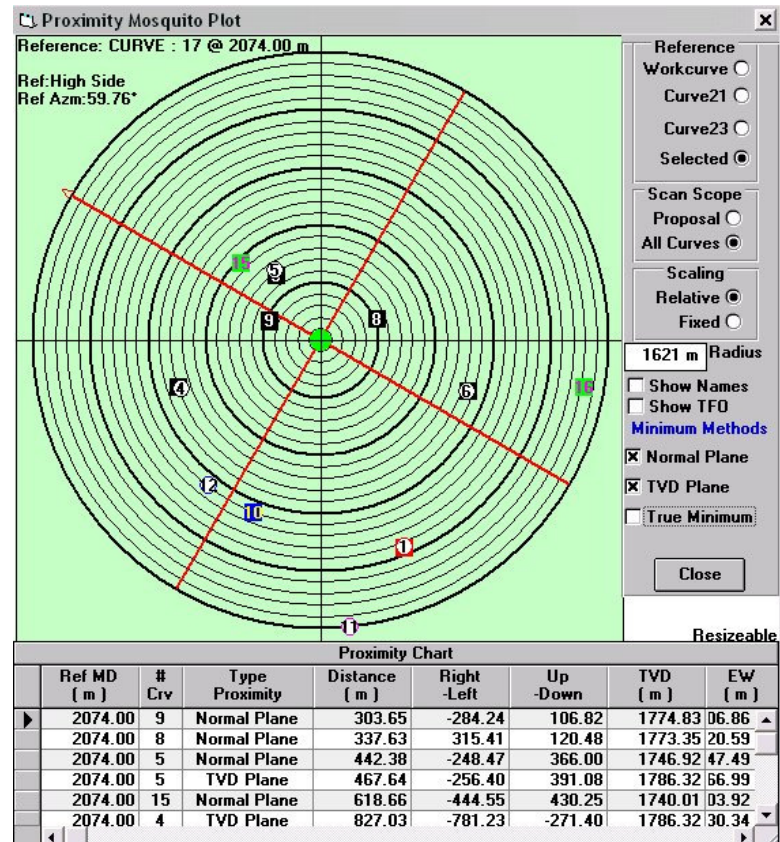 Proximity Mosquito Plot
Reference: CURVE : 17 @ 2074.00 m
Ref:High Side
Ref Azm:59.76°
15
5
9
8
4
6
16
12
10
1
11
Reference
Workcurve
Curve21
Curve23
Selected
Scan Scope
Proposal
All Curves
Scaling
Relative
Fixed
1621 m Radius
Show Names
Show TFO
Minimum Methods
Normal Plane
TVD Plane
True Minimum
Close
Resizeable
Proximity Chart
Ref MD # Type Distance Right Up TVD EW
( m ) Crv Proximity ( m ) -Left -Down ( m ) ( m )
2074.00 9 Normal Plane 303.65 -284.24 106.82 1774.83 06.86
2074.00 8 Normal Plane 337.63 315.41 120.48 1773.35 20.59
2074.00 5 Normal Plane 442.38 -248.47 366.00 1746.92 47.49
2074.00 5 TVD Plane 467.64 -256.40 391.08 1786.32 66.99
2074.00 15 Normal Plane 618.66 -444.55 430.25 1740.01 03.92
2074.00 4 TVD Plane 827.03 -781.23 -271.40 1786.32 30.34